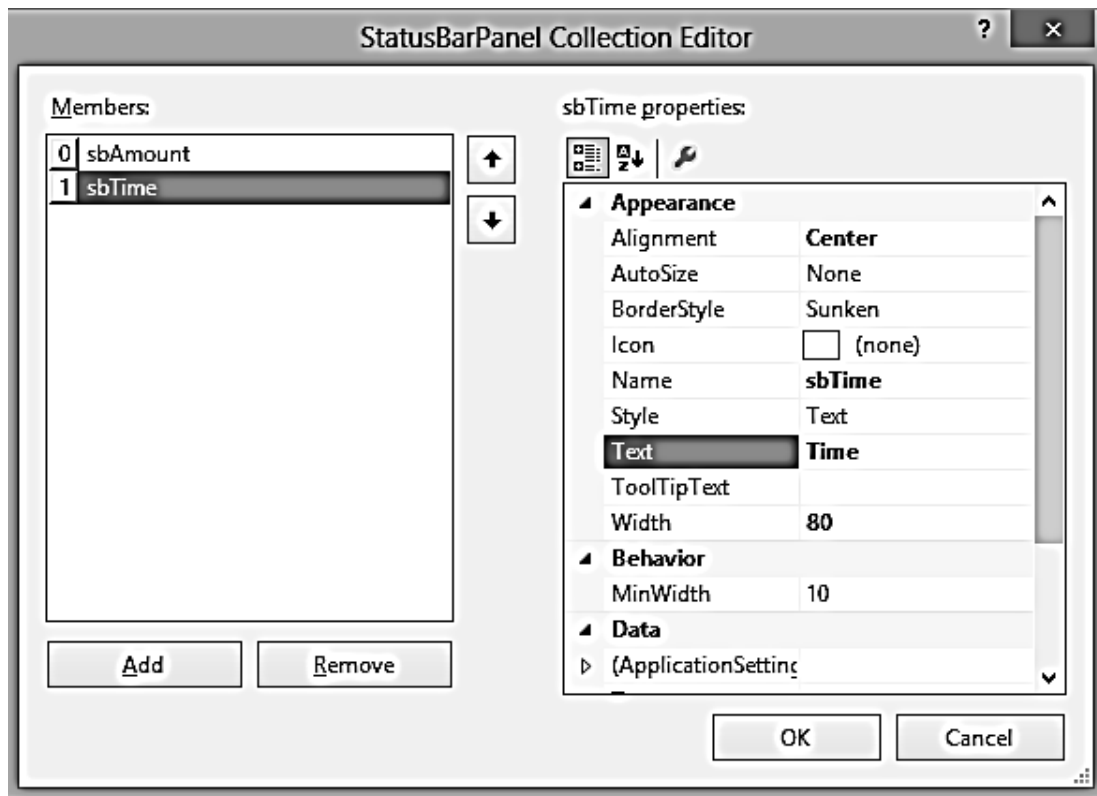 StatusBarPanel Collection Editor
? ×
Members:
sbTime properties:
0 sbAmount
1 sbTime
Appearance
Alignment Center
AutoSize None
BorderStyle Sunken
Icon (none)
Name sbTime
Style Text
Text Time
ToolTipText
Width 80
Behavior
MinWidth 10
Data
(ApplicationSetting
Add Remove
OK Cancel